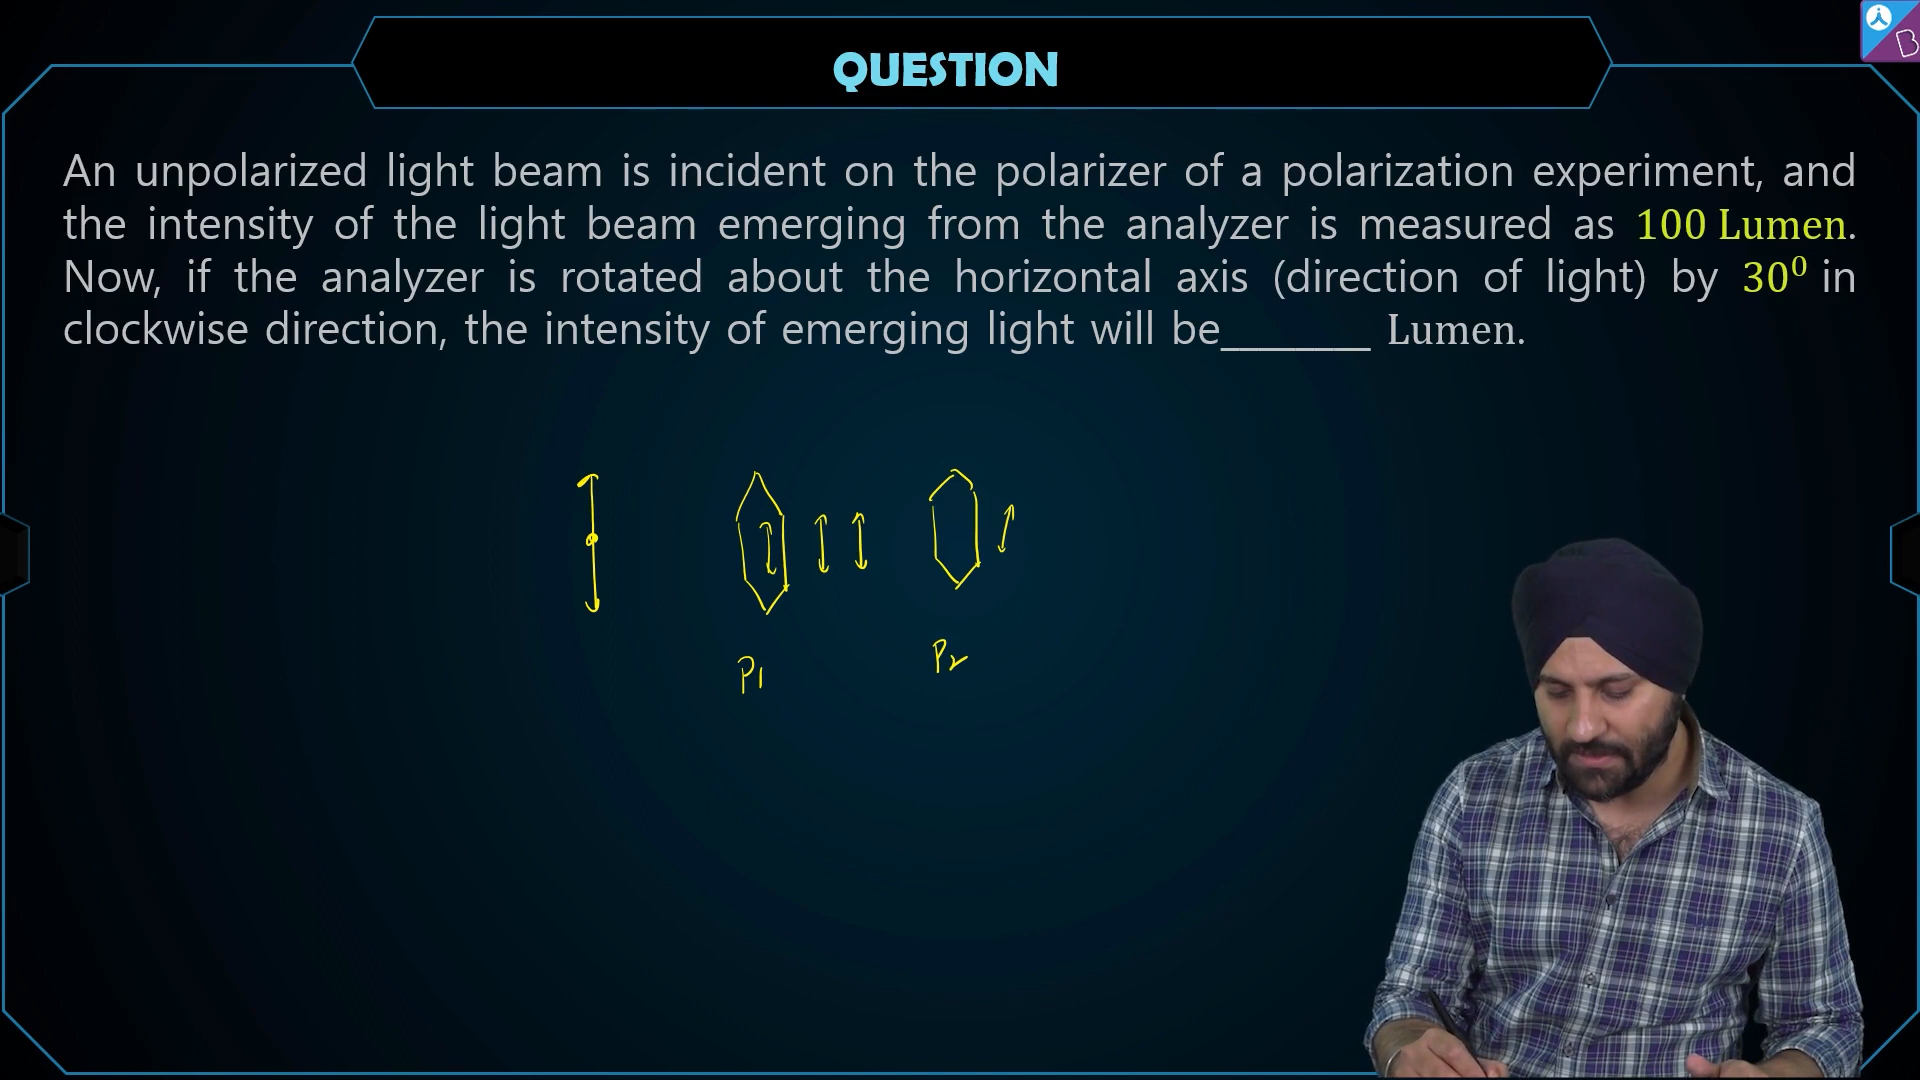 QUESTION
An unpolarized light beam is incident on the polarizer of a polarization experiment, and
the intensity of the light beam emerging from the analyzer is measured as 100 Lumen.
Now, if the analyzer is rotated about the horizontal axis (direction of light) by 30⁰ in
clockwise direction, the intensity of emerging light will be________ Lumen.
P1
P2
B